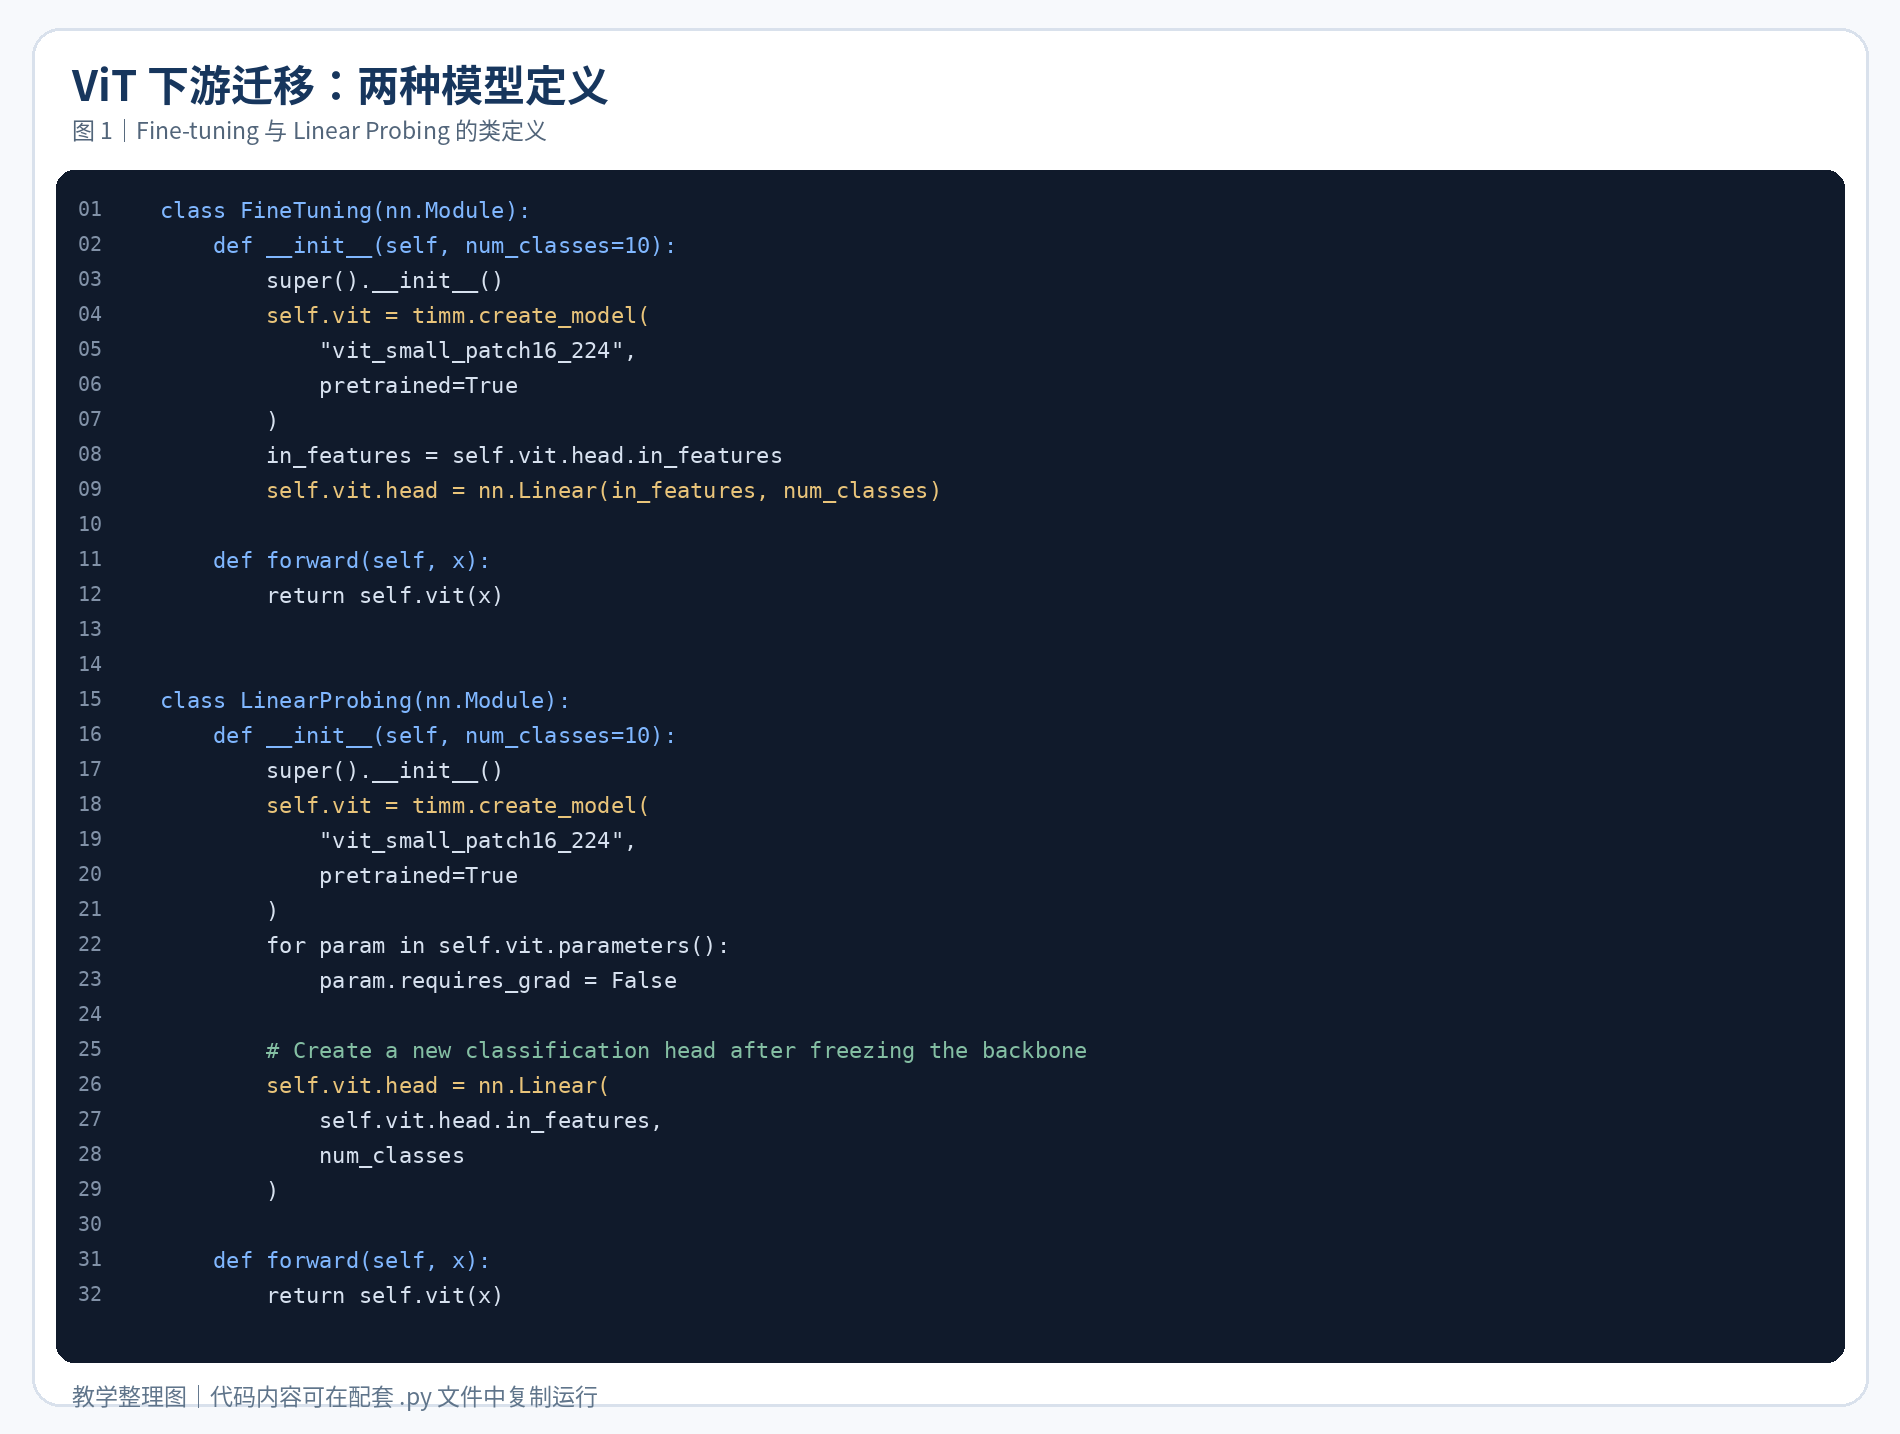 ViT 下游迁移：两种模型定义
图 1｜Fine-tuning 与 Linear Probing 的类定义
01 class FineTuning(nn.Module):
02     def __init__(self, num_classes=10):
03         super().__init__()
04         self.vit = timm.create_model(
05             "vit_small_patch16_224",
06             pretrained=True
07         )
08         in_features = self.vit.head.in_features
09         self.vit.head = nn.Linear(in_features, num_classes)
10
11     def forward(self, x):
12         return self.vit(x)
13
14
15 class LinearProbing(nn.Module):
16     def __init__(self, num_classes=10):
17         super().__init__()
18         self.vit = timm.create_model(
19             "vit_small_patch16_224",
20             pretrained=True
21         )
22         for param in self.vit.parameters():
23             param.requires_grad = False
24
25         # Create a new classification head after freezing the backbone
26         self.vit.head = nn.Linear(
27             self.vit.head.in_features,
28             num_classes
29         )
30
31     def forward(self, x):
32         return self.vit(x)
教学整理图｜代码内容可在配套 .py 文件中复制运行